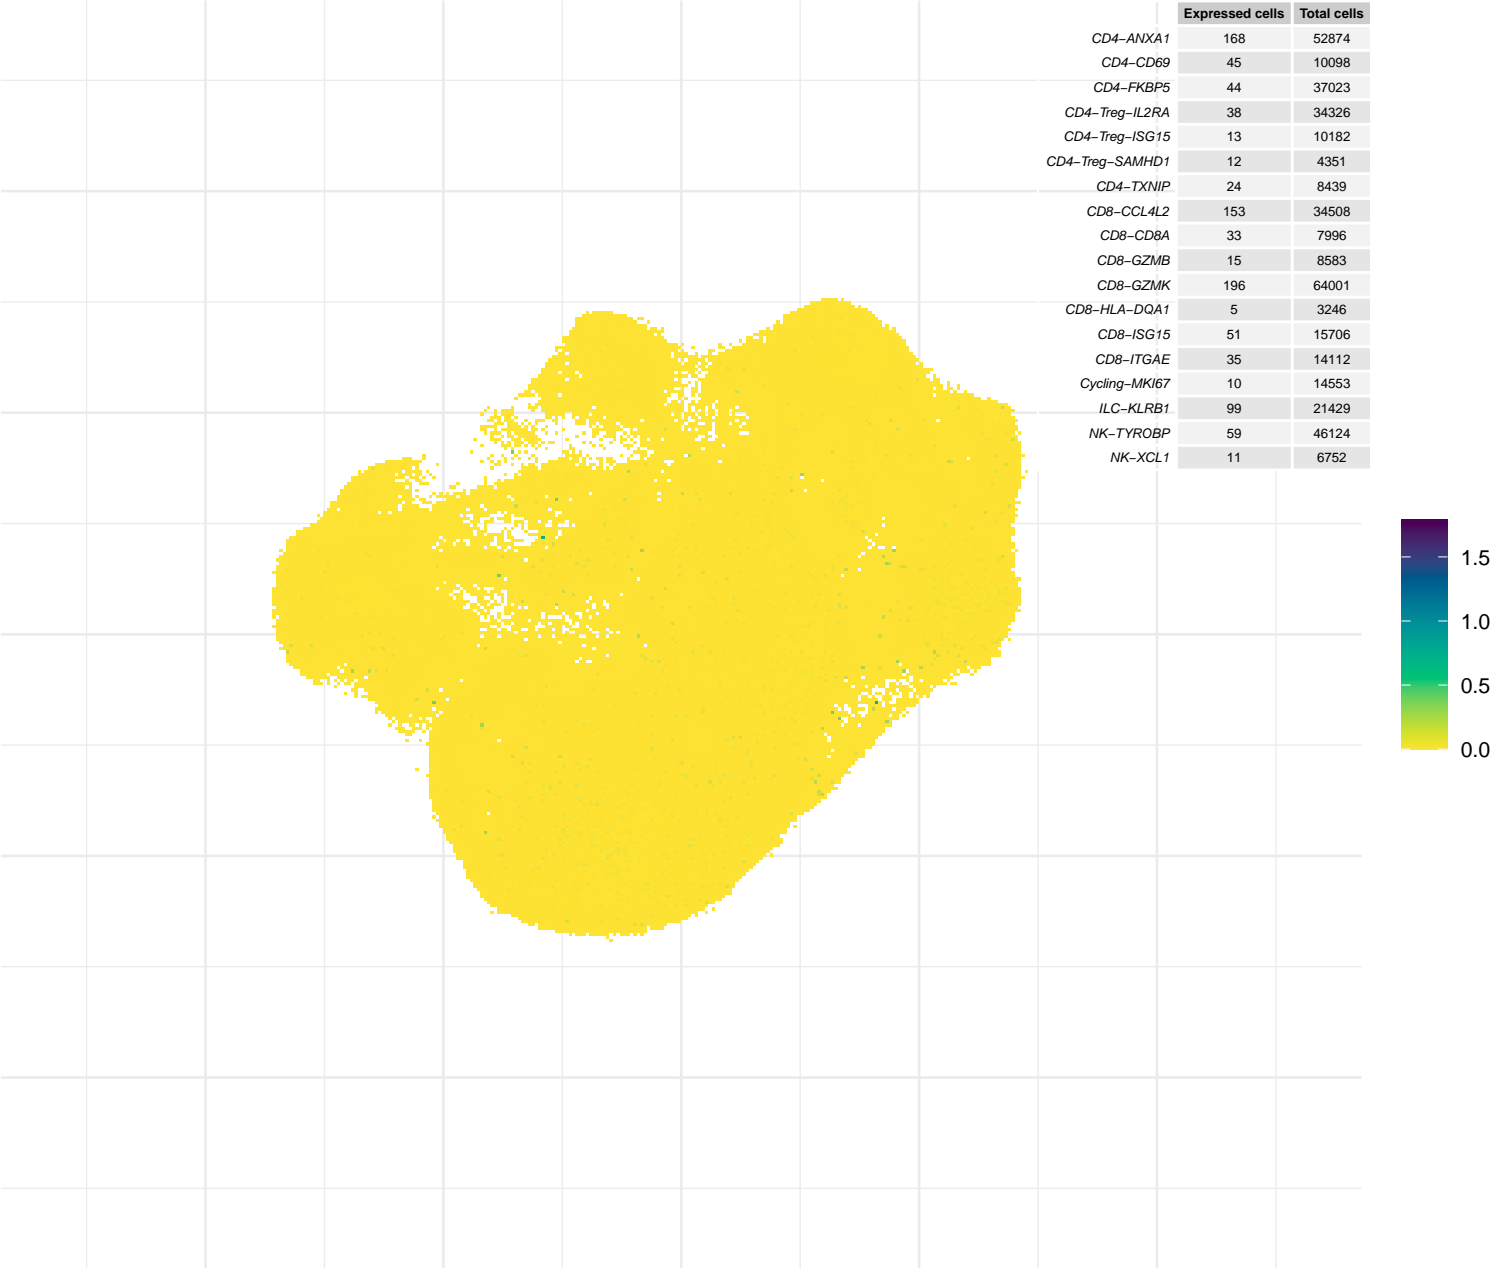 Expressed cells Total cells
CD4−ANXA1 168 52874
CD4−CD69 45 10098
CD4−FKBP5 44 37023
CD4−Treg−IL2RA 38 34326
CD4−Treg−ISG15 13 10182
CD4−Treg−SAMHD1 12 4351
CD4−TXNIP 24 8439
CD8−CCL4L2 153 34508
CD8−CD8A 33 7996
CD8−GZMB 15 8583
CD8−GZMK 196 64001
CD8−HLA−DQA1 5 3246
CD8−ISG15 51 15706
CD8−ITGAE 35 14112
Cycling−MKI67 10 14553
ILC−KLRB1 99 21429
NK−TYROBP 59 46124
NK−XCL1 11 6752
1.5
1.0
0.5
0.0